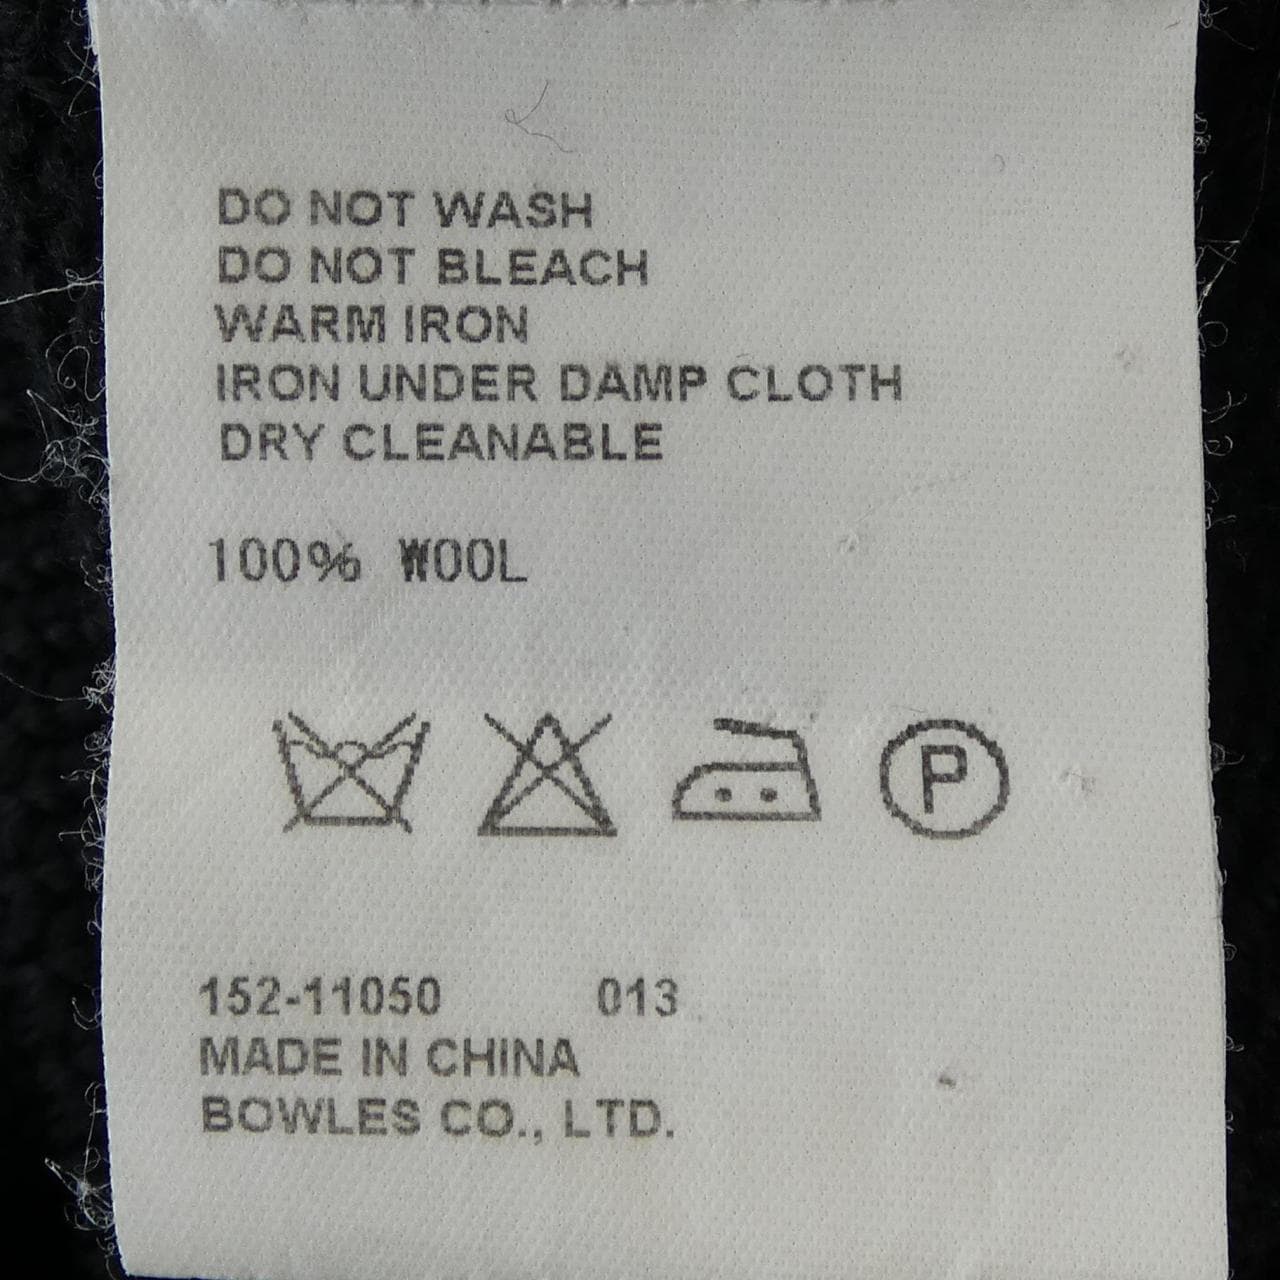 DO NOT WASH
DO NOT BLEACH
WARM IRON
IRON UNDER DAMP CLOTH
DRY CLEANABLE
100% WOOL
P
152-11050 013
MADE IN CHINA
BOWLES CO., LTD.